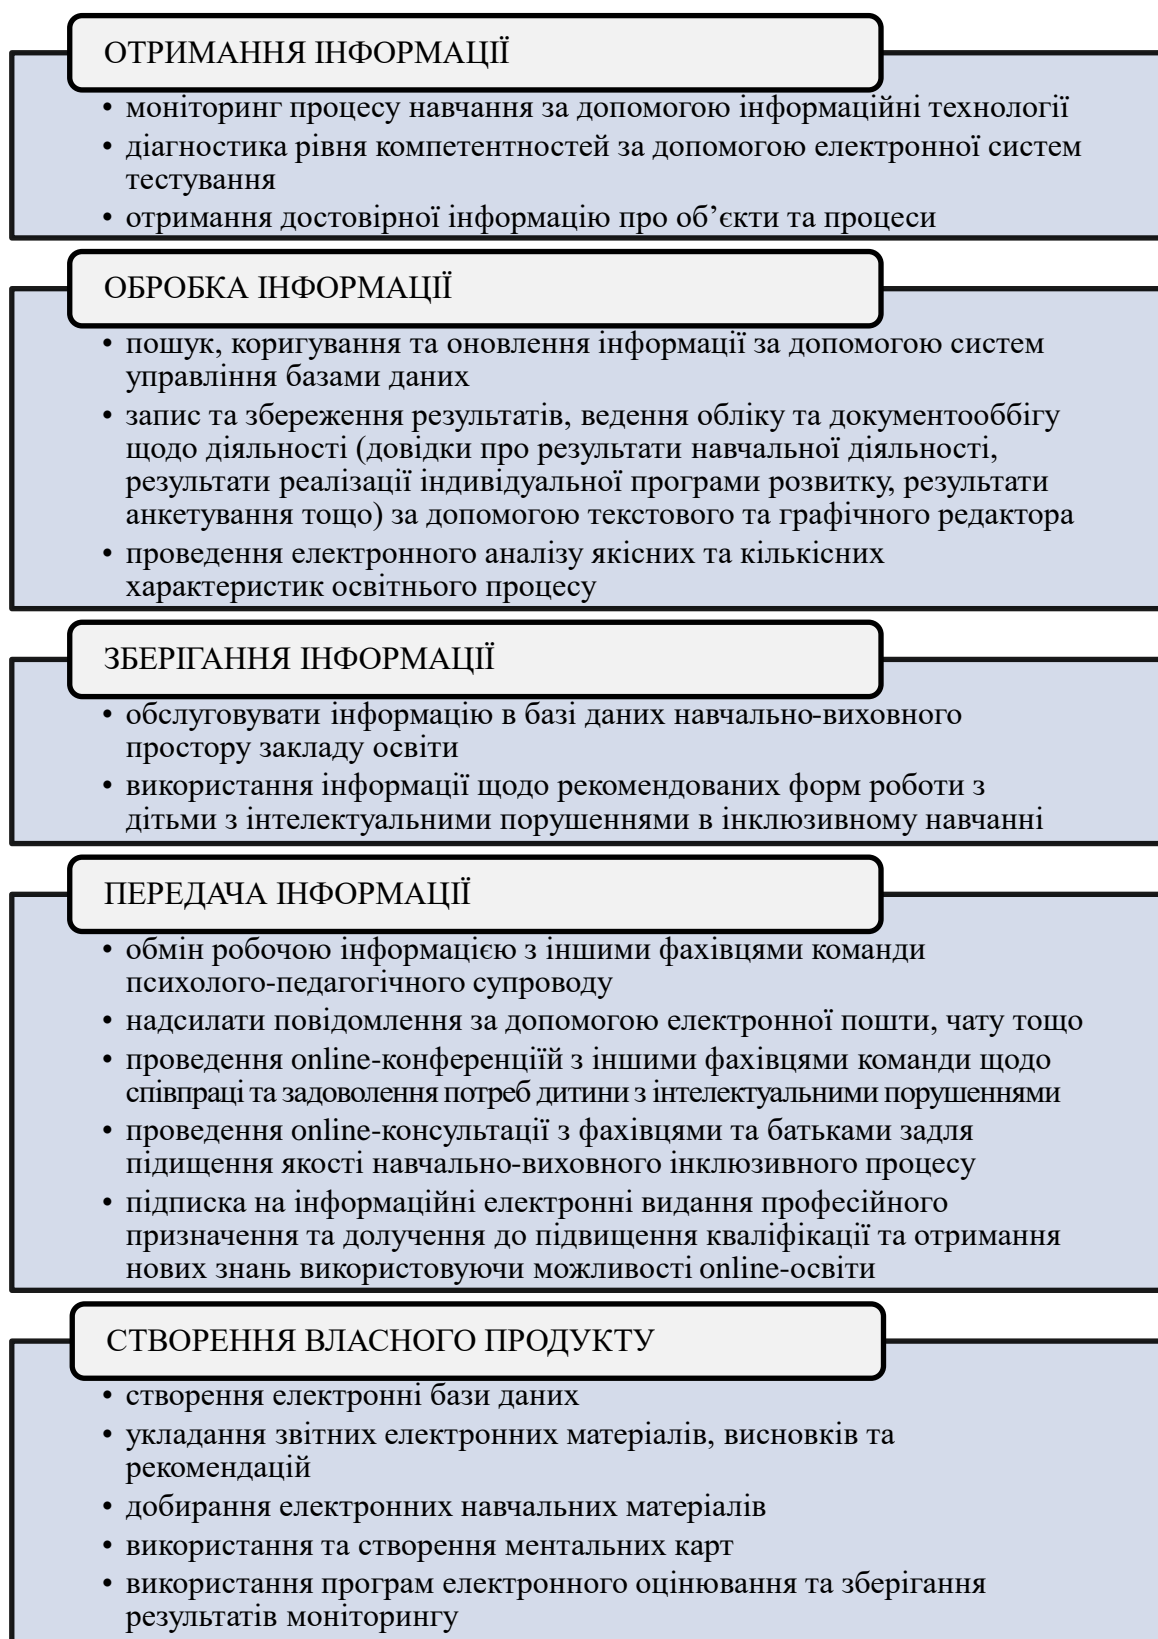 ОТРИМАННЯ ІНФОРМАЦІЇ
• моніторинг процесу навчання за допомогою інформаційні технології
• діагностика рівня компетентностей за допомогою електронної систем
тестування
• отримання достовірної інформацію про об’єкти та процеси
ОБРОБКА ІНФОРМАЦІЇ
• пошук, коригування та оновлення інформації за допомогою систем
управління базами даних
• запис та збереження результатів, ведення обліку та документооббігу
щодо діяльності (довідки про результати навчальної діяльності,
результати реалізації індивідуальної програми розвитку, результати
анкетування тощо) за допомогою текстового та графічного редактора
• проведення електронного аналізу якісних та кількісних
характеристик освітнього процесу
ЗБЕРІГАННЯ ІНФОРМАЦІЇ
• обслуговувати інформацію в базі даних навчально-виховного
простору закладу освіти
• використання інформації щодо рекомендованих форм роботи з
дітьми з інтелектуальними порушеннями в інклюзивному навчанні
ПЕРЕДАЧА ІНФОРМАЦІЇ
• обмін робочою інформацією з іншими фахівцями команди
психолого-педагогічного супроводу
• надсилати повідомлення за допомогою електронної пошти, чату тощо
• проведення online-конференціїй з іншими фахівцями команди щодо
співпраці та задоволення потреб дитини з інтелектуальними порушеннями
• проведення online-консультації з фахівцями та батьками задля
підищення якості навчально-виховного інклюзивного процесу
• підписка на інформаційні електронні видання професійного
призначення та долучення до підвищення кваліфікації та отримання
нових знань використовуючи можливості online-освіти
СТВОРЕННЯ ВЛАСНОГО ПРОДУКТУ
• створення електронні бази даних
• укладання звітних електронних матеріалів, висновків та
рекомендацій
• добирання електронних навчальних матеріалів
• використання та створення ментальних карт
• використання програм електронного оцінювання та зберігання
результатів моніторингу